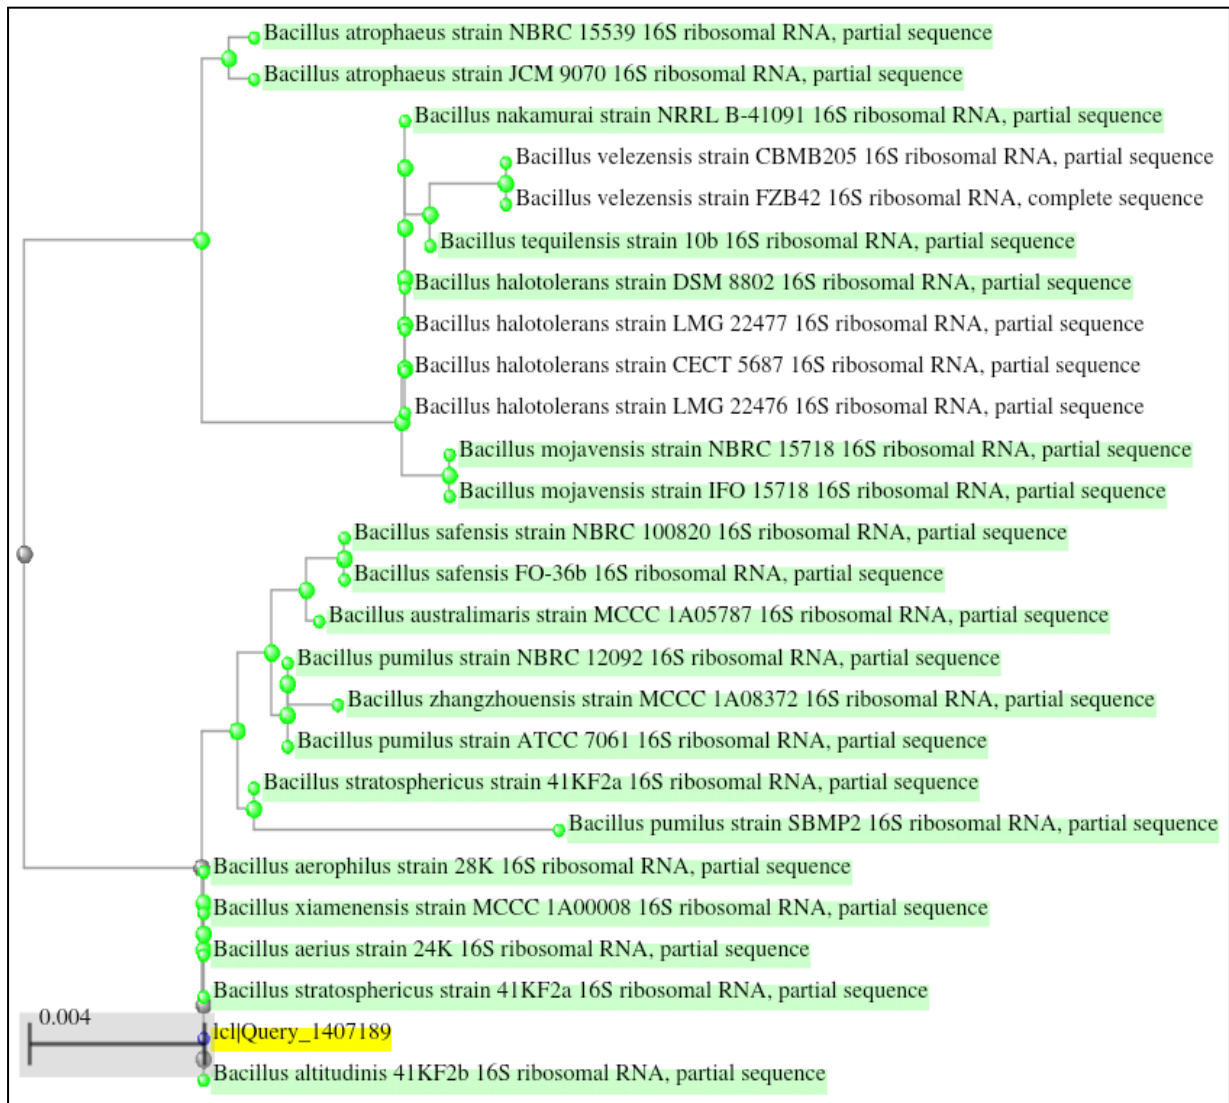 Bacillus atrophaeus strain NBRC 15539 16S ribosomal RNA, partial sequence
Bacillus atrophaeus strain JCM 9070 16S ribosomal RNA, partial sequence
Bacillus nakamurai strain NRRL B-41091 16S ribosomal RNA, partial sequence
Bacillus velezensis strain CBMB205 16S ribosomal RNA, partial sequence
Bacillus velezensis strain FZB42 16S ribosomal RNA, complete sequence
Bacillus tequilensis strain 10b 16S ribosomal RNA, partial sequence
Bacillus halotolerans strain DSM 8802 16S ribosomal RNA, partial sequence
Bacillus halotolerans strain LMG 22477 16S ribosomal RNA, partial sequence
Bacillus halotolerans strain CECT 5687 16S ribosomal RNA, partial sequence
Bacillus halotolerans strain LMG 22476 16S ribosomal RNA, partial sequence
Bacillus mojavensis strain NBRC 15718 16S ribosomal RNA, partial sequence
Bacillus mojavensis strain IFO 15718 16S ribosomal RNA, partial sequence
Bacillus safensis strain NBRC 100820 16S ribosomal RNA, partial sequence
Bacillus safensis FO-36b 16S ribosomal RNA, partial sequence
Bacillus australimaris strain MCCC 1A05787 16S ribosomal RNA, partial sequence
Bacillus pumilus strain NBRC 12092 16S ribosomal RNA, partial sequence
Bacillus zhangzhouensis strain MCCC 1A08372 16S ribosomal RNA, partial sequence
Bacillus pumilus strain ATCC 7061 16S ribosomal RNA, partial sequence
Bacillus stratosphericus strain 41KF2a 16S ribosomal RNA, partial sequence
Bacillus pumilus strain SBMP2 16S ribosomal RNA, partial sequence
Bacillus aerophilus strain 28K 16S ribosomal RNA, partial sequence
Bacillus xiamenensis strain MCCC 1A00008 16S ribosomal RNA, partial sequence
Bacillus aerius strain 24K 16S ribosomal RNA, partial sequence
Bacillus stratosphericus strain 41KF2a 16S ribosomal RNA, partial sequence
0.004
lcl|Query_1407189
Bacillus altitudinis 41KF2b 16S ribosomal RNA, partial sequence